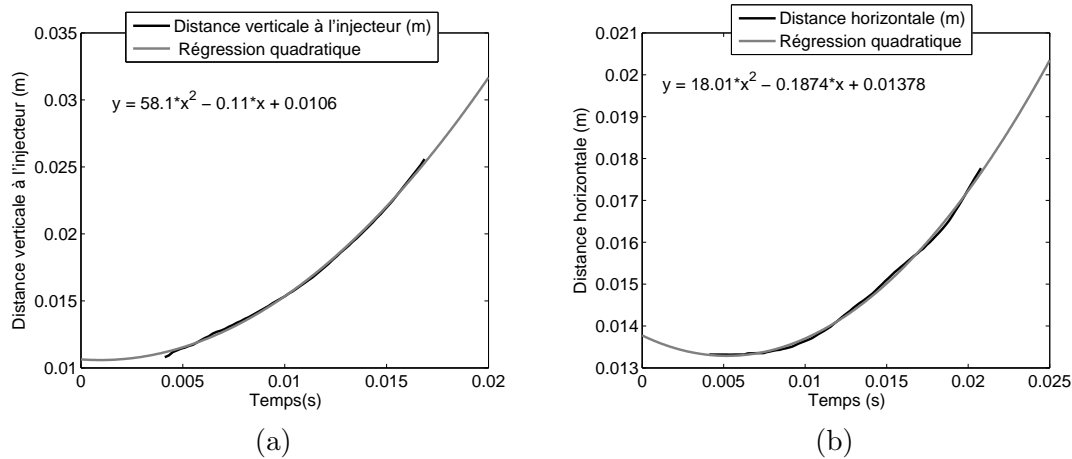 Distance verticale à l'injecteur (m)
Régression quadratique
y = 58.1*x² − 0.11*x + 0.0106
0.035
0.03
0.025
0.02
0.015
0.01
Distance verticale à l'injecteur (m)
0
0.005
0.01
0.015
0.02
Temps(s)
(a)
Distance horizontale (m)
Régression quadratique
y = 18.01*x² − 0.1874*x + 0.01378
0.021
0.02
0.019
0.018
0.017
0.016
0.015
0.014
0.013
Distance horizontale (m)
0
0.005
0.01
0.015
0.02
0.025
Temps (s)
(b)